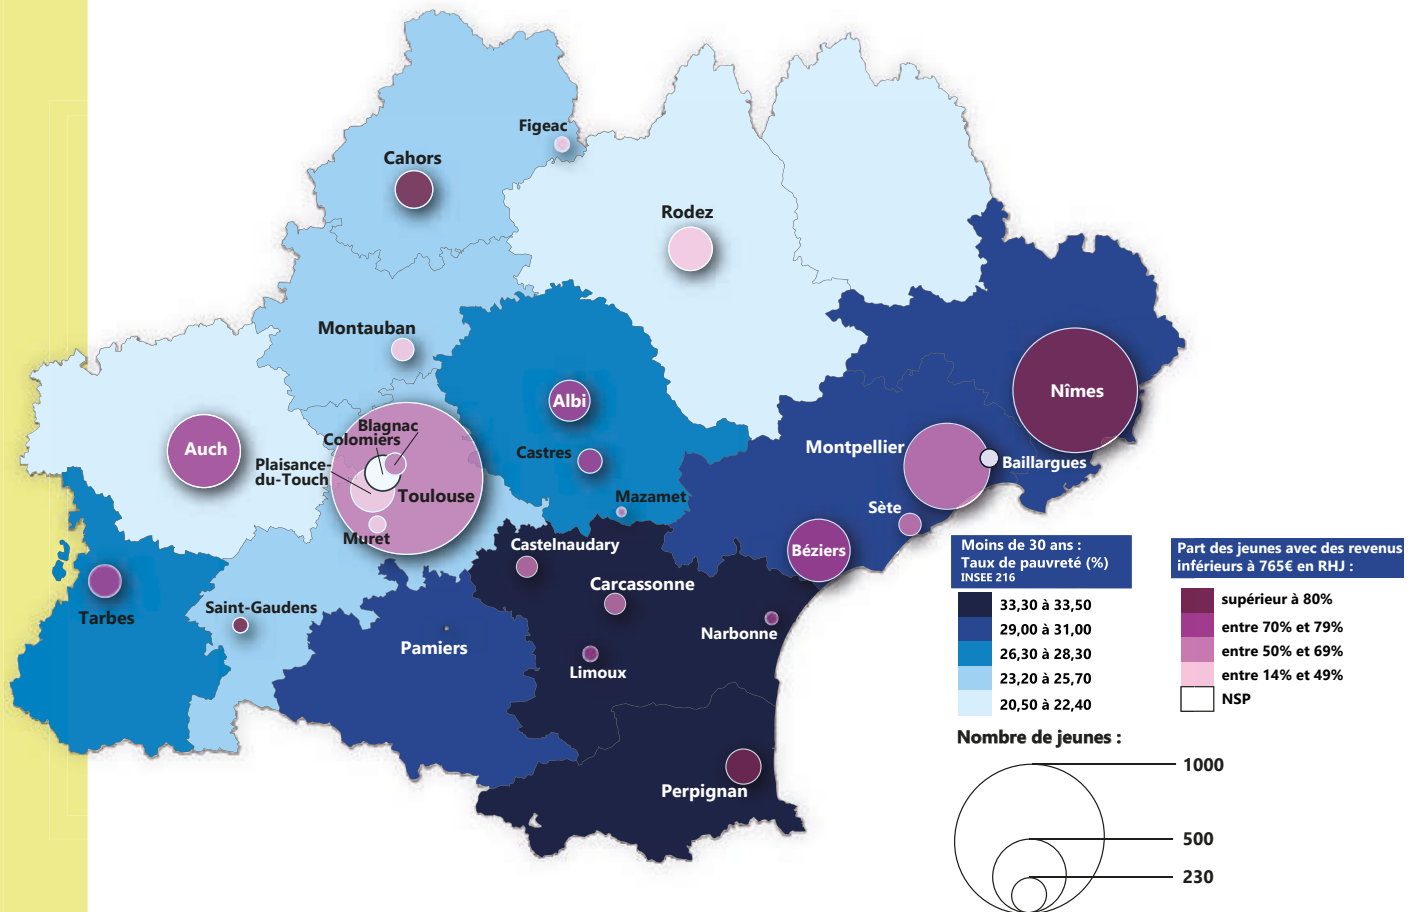 Figeac
Cahors
Rodez
Montauban
Nîmes
Albi
Blagnac
Colomiers
Auch
Montpellier
Castres
Baillargues
Plaisance-
du-Touch
Toulouse
Mazamet
Sète
Muret
Castelnaudary
Béziers
Carcassonne
Tarbes
Saint-Gaudens
Narbonne
Pamiers
Limoux
Perpignan
Moins de 30 ans :
Taux de pauvreté (%)
INSEE 216
33,30 à 33,50
29,00 à 31,00
26,30 à 28,30
23,20 à 25,70
20,50 à 22,40
Part des jeunes avec des revenus
inférieurs à 765€ en RHJ :
supérieur à 80%
entre 70% et 79%
entre 50% et 69%
entre 14% et 49%
NSP
Nombre de jeunes :
1000
500
230